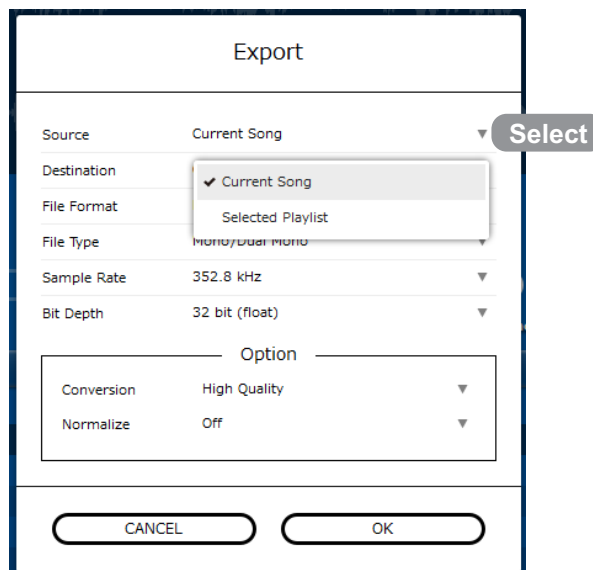 Export
Source Current Song ▼ Select
Destination
✔ Current Song
File Format
Selected Playlist
File Type Mono/Dual Mono ▼
Sample Rate 352.8 kHz ▼
Bit Depth 32 bit (float) ▼
Option
Conversion High Quality ▼
Normalize Off ▼
CANCEL OK